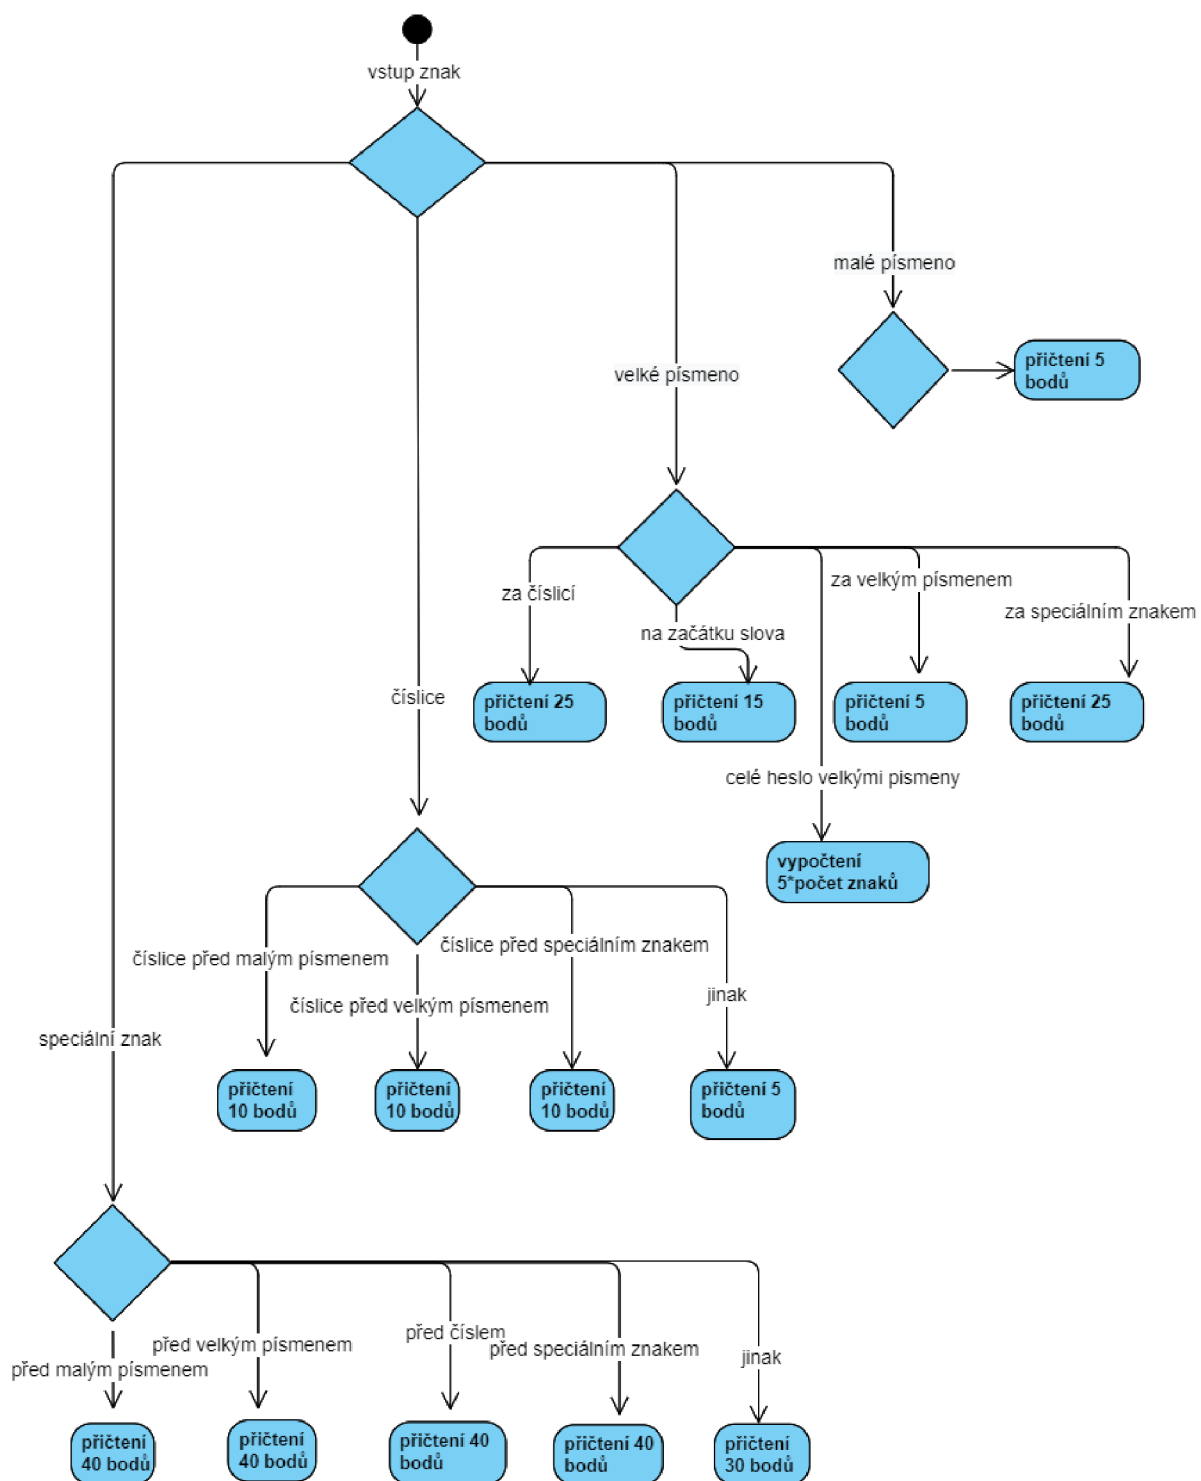 vstup znak
malé písmeno
přičtení 5
bodů
velké písmeno
za číslicí
za velkým písmenem
za speciálním znakem
na začátku slova
číslice
přičtení 25
bodů
přičtení 15
bodů
přičtení 5
bodů
přičtení 25
bodů
celé heslo velkými pismeny
vypočtení
5*počet znaků
číslice před malým písmenem
číslice před speciálním znakem
číslice před velkým písmenem
jinak
speciální znak
přičtení
10 bodů
přičtení
10 bodů
přičtení
10 bodů
přičtení 5
bodů
před malým písmenem
před velkým písmenem
před číslem
před speciálním znakem
jinak
přičtení
40 bodů
přičtení
40 bodů
přičtení 40
bodů
přičtení 40
bodů
přičtení
30 bodů